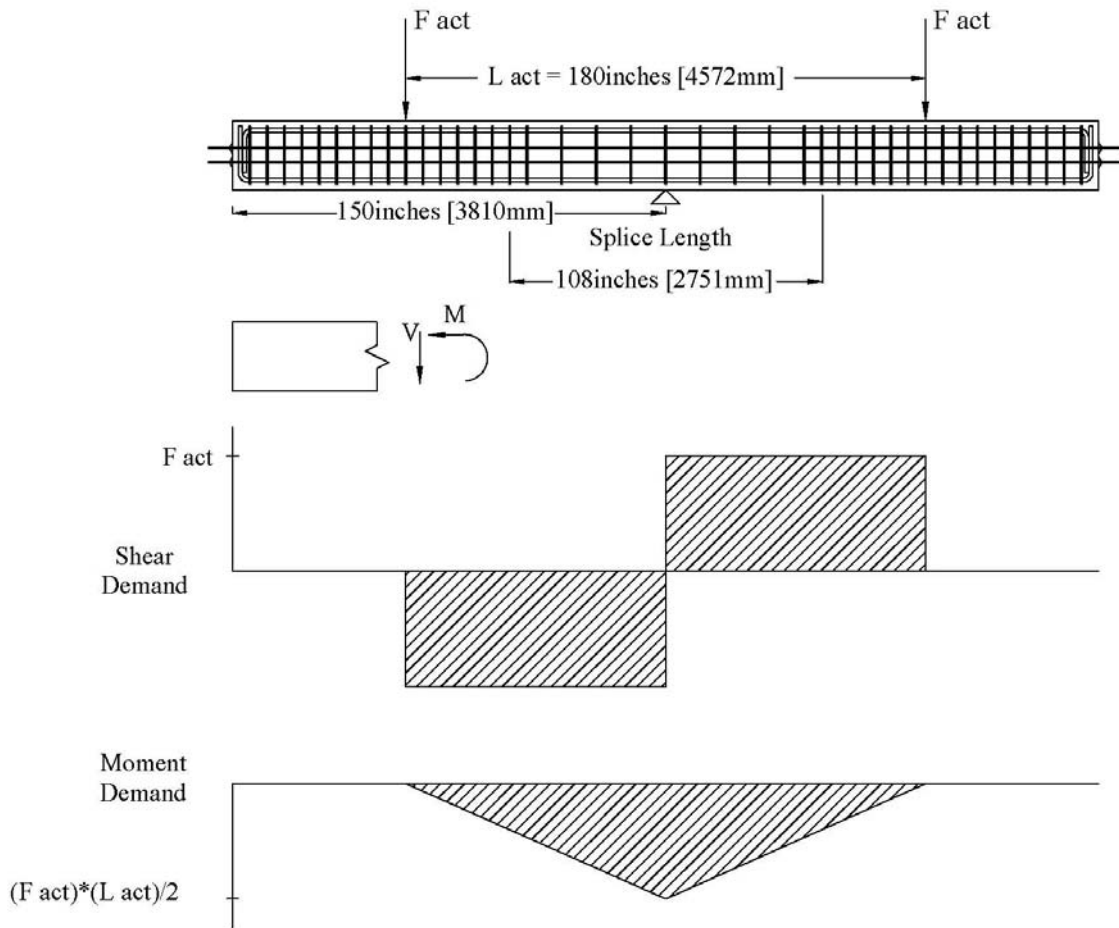 F act
F act
L act = 180inches [4572mm]
150inches [3810mm]
Splice Length
108inches [2751mm]
V
M
F act
Shear
Demand
Moment
Demand
(F act)*(L act)/2